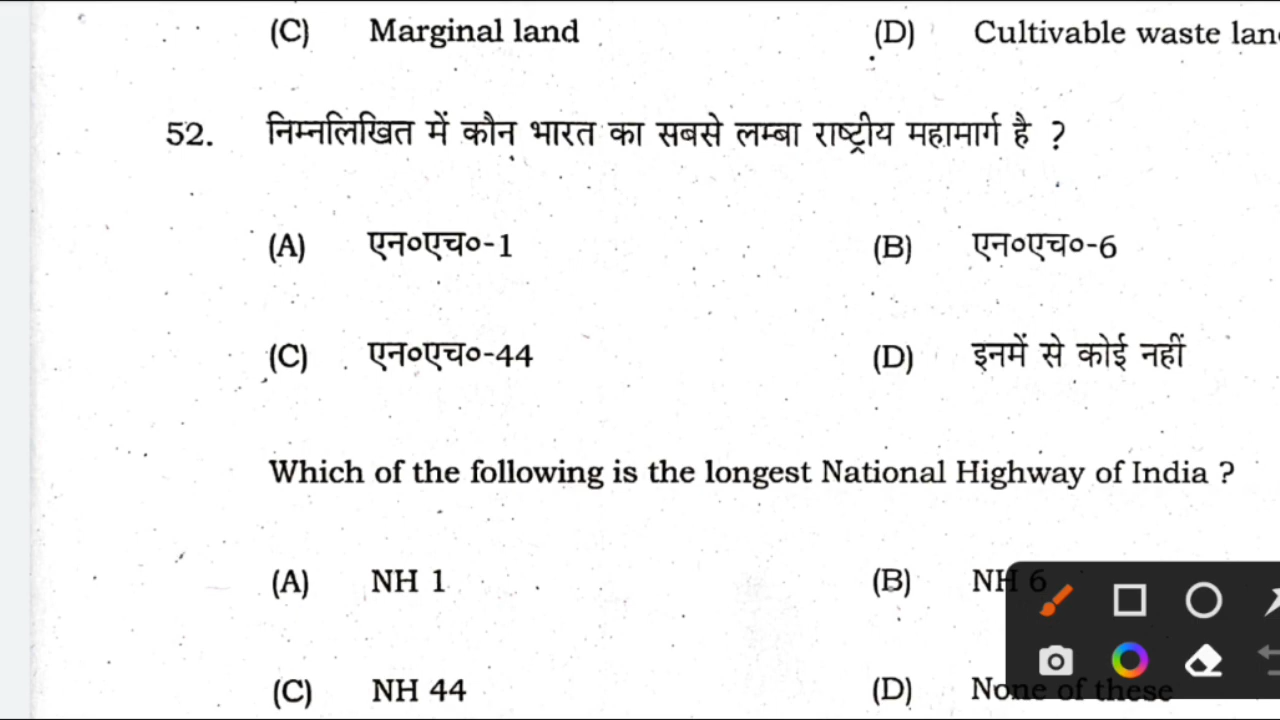 (C) Marginal land (D) Cultivable waste lan
52. निम्नलिखित में कौन भारत का सबसे लम्बा राष्ट्रीय महामार्ग है ?
(A) एन०एच०-1 (B) एन०एच०-6
(C) एन०एच०-44 (D) इनमें से कोई नहीं
Which of the following is the longest National Highway of India ?
(A) NH 1 (B) NH 6
(C) NH 44 (D) None of these